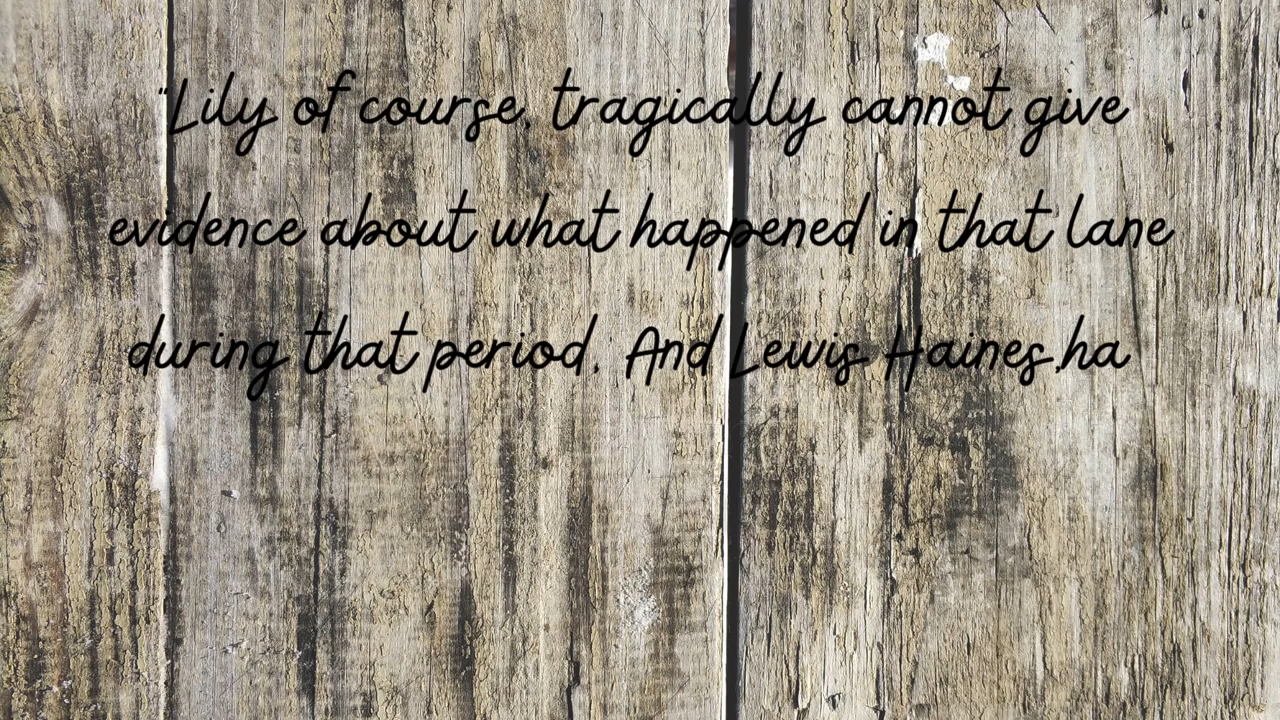 "Lily of course, tragically cannot give
evidence about what happened in that lane
during that period. And Lewis Haines,ha